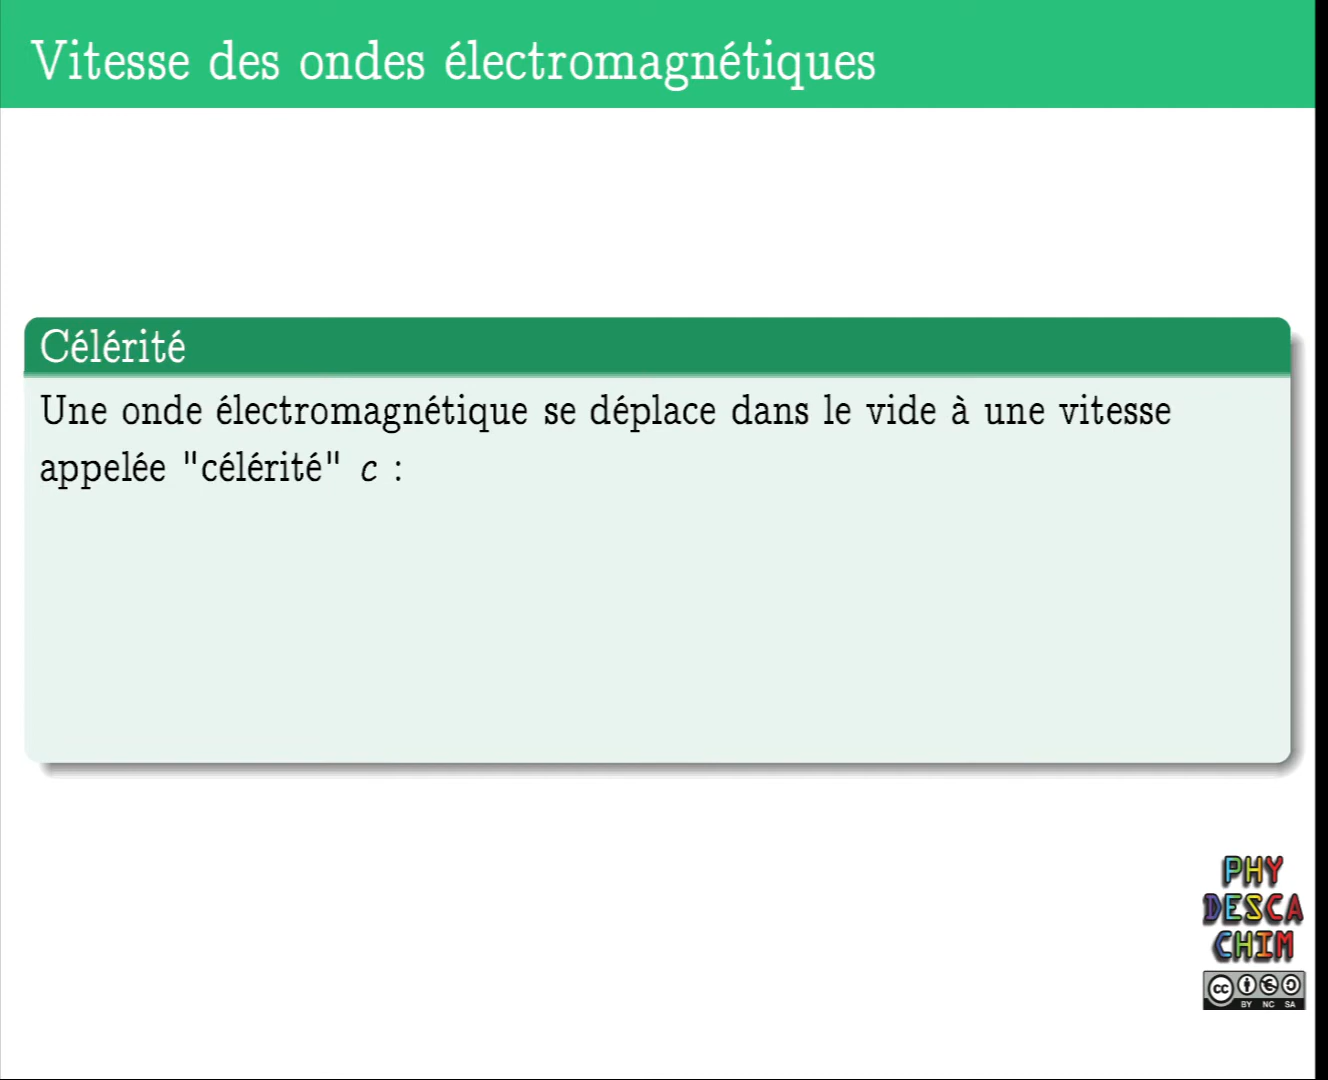 Vitesse des ondes électromagnétiques
Célérité
Une onde électromagnétique se déplace dans le vide à une vitesse
appelée "célérité" c :
PHY
DESCA
CHIM
cc
BY NC SA